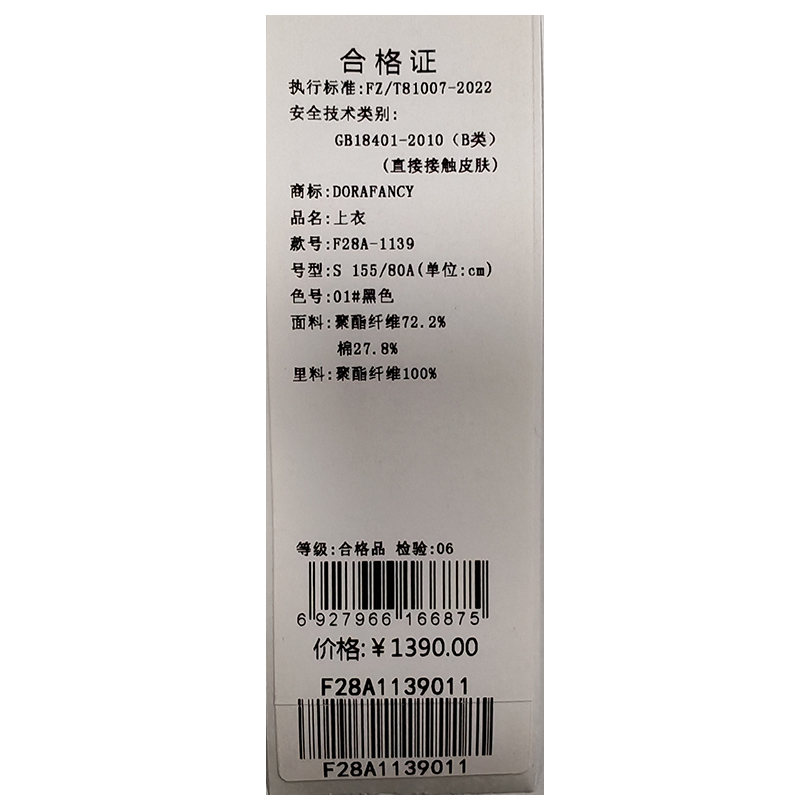 合格证
执行标准:FZ/T81007-2022
安全技术类别:
GB18401-2010（B类）
(直接接触皮肤)
商标:DORAFANCY
品名:上衣
款号:F28A-1139
号型:S 155/80A(单位:cm)
色号:01#黑色
面料:聚酯纤维72.2%
棉27.8%
里料:聚酯纤维100%
等级:合格品 检验:06
6 927966 166875
价格:¥1390.00
F28A1139011
F28A1139011